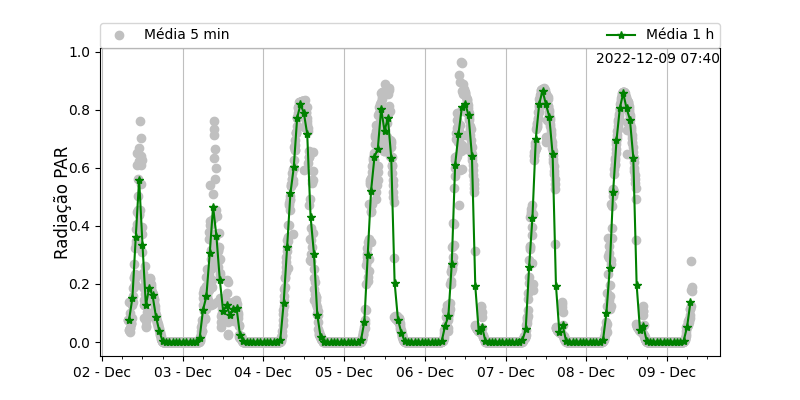 Média 5 min
Média 1 h
2022-12-09 07:40
Radiação PAR
1.0
0.8
0.6
0.4
0.2
0.0
02 - Dec
03 - Dec
04 - Dec
05 - Dec
06 - Dec
07 - Dec
08 - Dec
09 - Dec